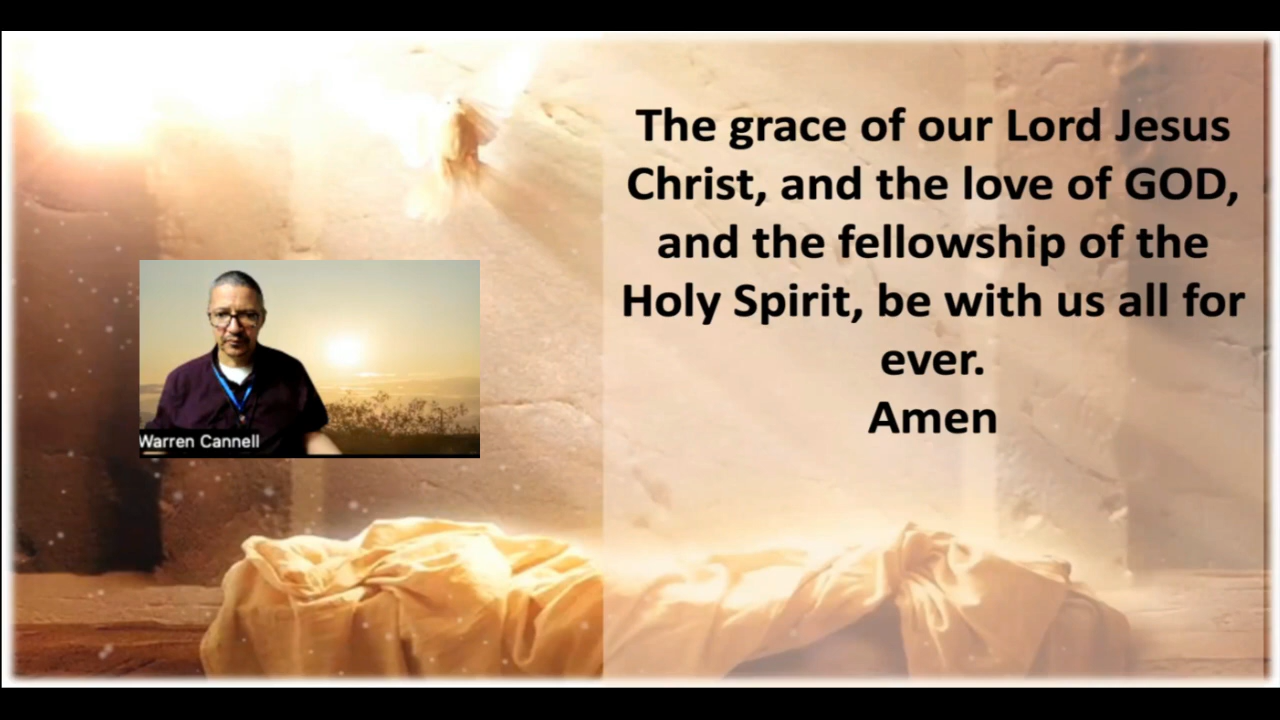 The grace of our Lord Jesus
Christ, and the love of GOD,
and the fellowship of the
Holy Spirit, be with us all for
ever.
Amen
Warren Cannell